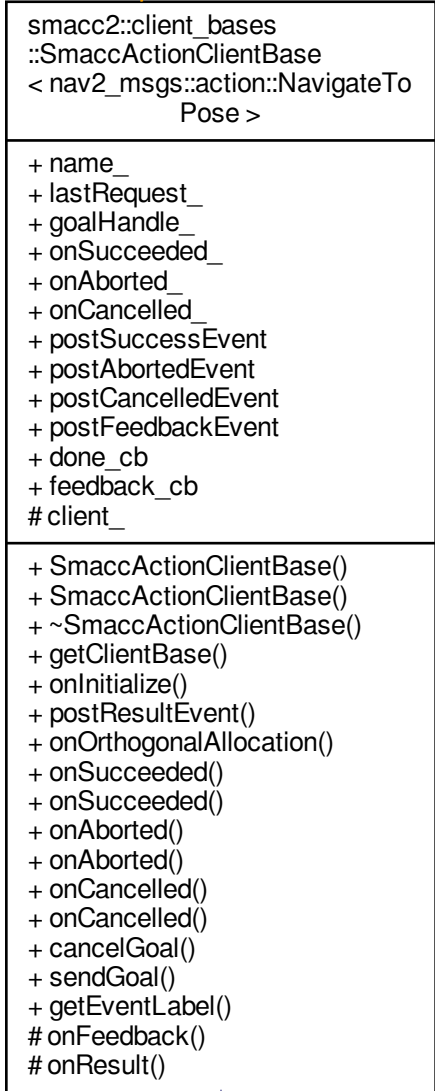 smacc2::client_bases
::SmaccActionClientBase
< nav2_msgs::action::NavigateTo
Pose >
+ name_
+ lastRequest_
+ goalHandle_
+ onSucceeded_
+ onAborted_
+ onCancelled_
+ postSuccessEvent
+ postAbortedEvent
+ postCancelledEvent
+ postFeedbackEvent
+ done_cb
+ feedback_cb
# client_
+ SmaccActionClientBase()
+ SmaccActionClientBase()
+ ~SmaccActionClientBase()
+ getClientBase()
+ onInitialize()
+ postResultEvent()
+ onOrthogonalAllocation()
+ onSucceeded()
+ onSucceeded()
+ onAborted()
+ onAborted()
+ onCancelled()
+ onCancelled()
+ cancelGoal()
+ sendGoal()
+ getEventLabel()
# onFeedback()
# onResult()